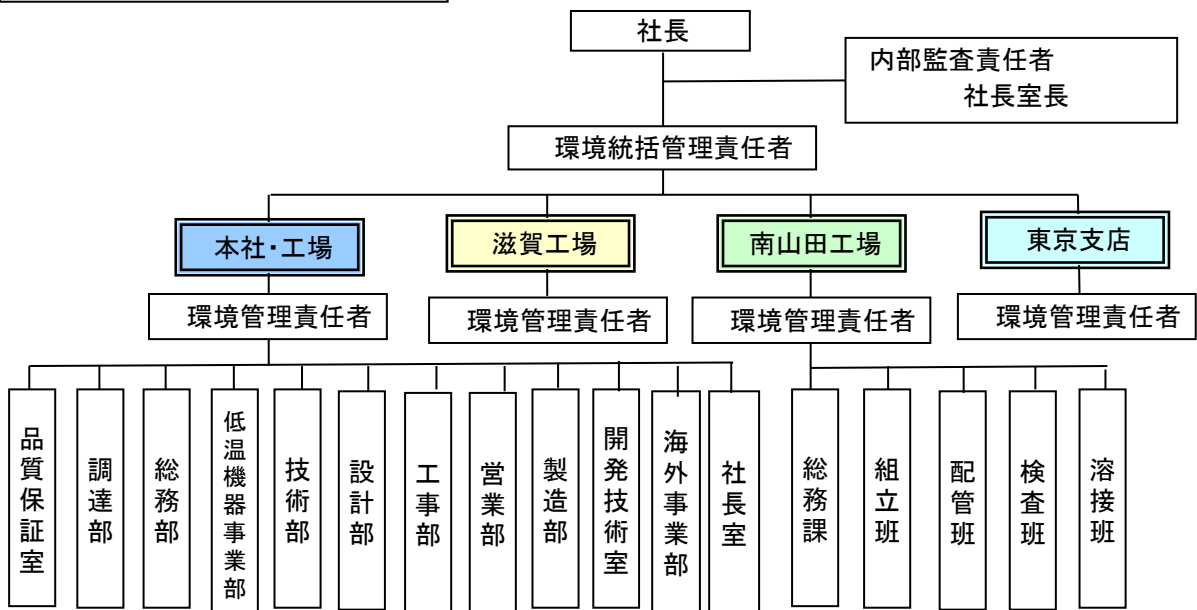 社長
内部監査責任者
社長室長
環境統括管理責任者
本社・工場
滋賀工場
南山田工場
東京支店
環境管理責任者
環境管理責任者
環境管理責任者
環境管理責任者
品質保証室
調達部
総務部
低温機器事業部
技術部
設計部
工事部
営業部
製造部
開発技術室
海外事業部
社長室
総務課
組立班
配管班
検査班
溶接班